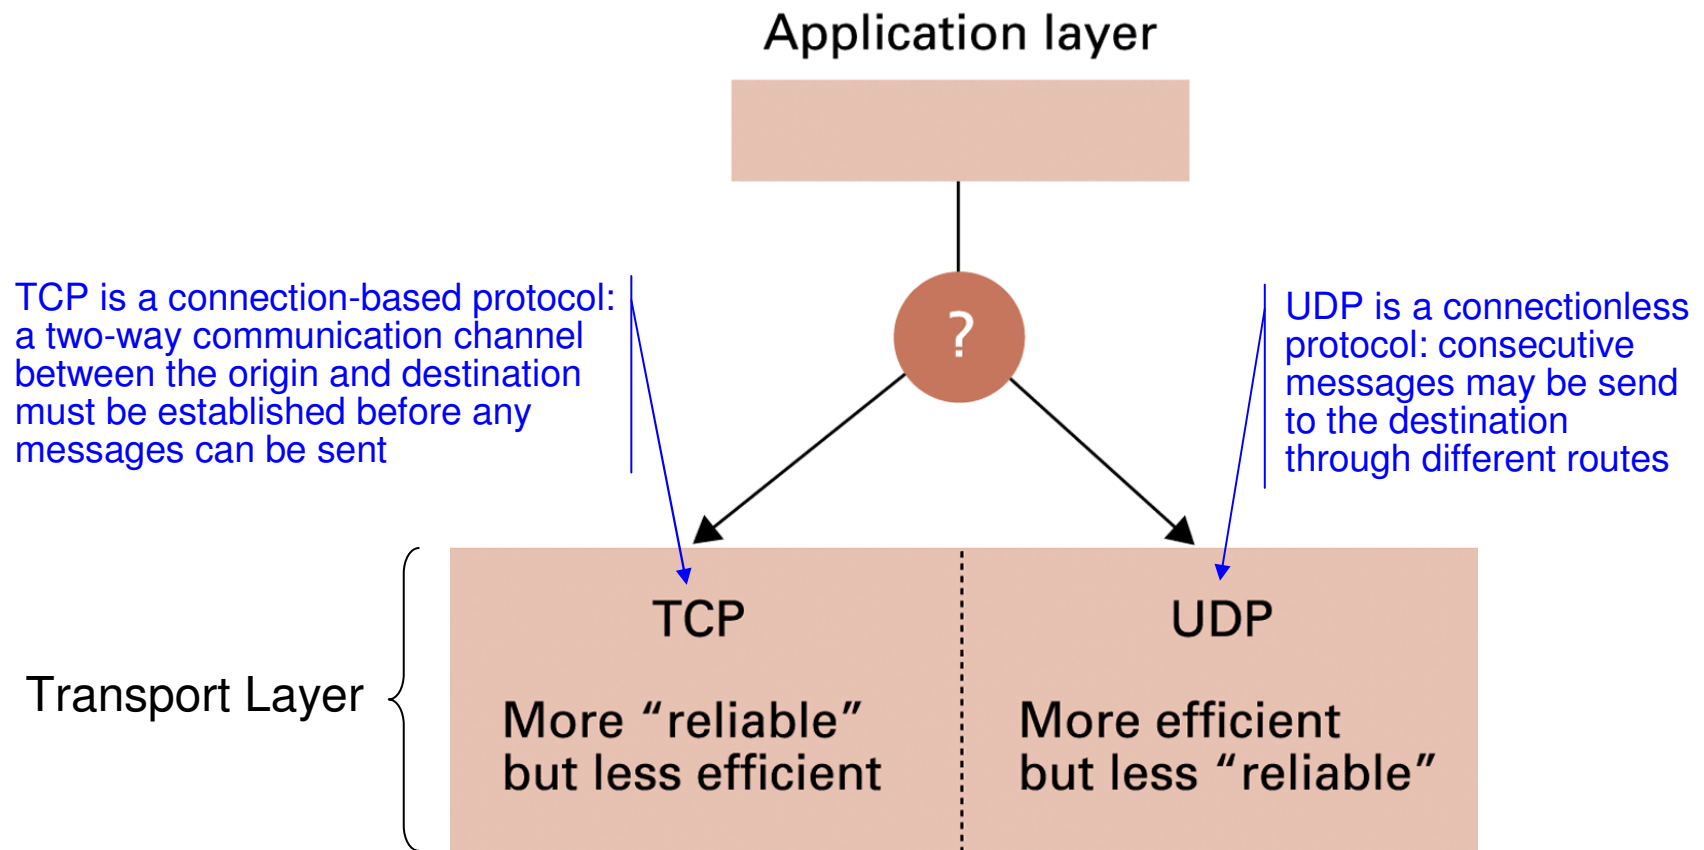 Application layer
TCP is a connection-based protocol:
a two-way communication channel
between the origin and destination
must be established before any
messages can be sent
?
UDP is a connectionless
protocol: consecutive
messages may be send
to the destination
through different routes
Transport Layer
TCP
More “reliable”
but less efficient
UDP
More efficient
but less “reliable”